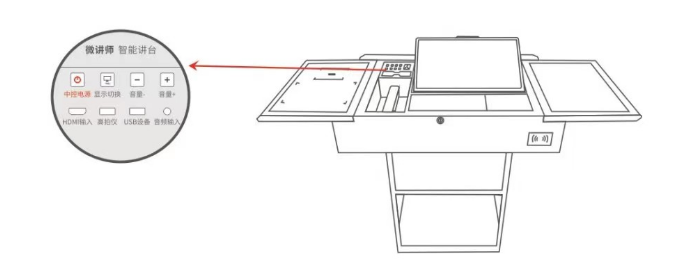 微讲师 智能讲台
中控电源 显示切换 音量- 音量+
HDMI输入 高拍仪 USB设备 音频输入